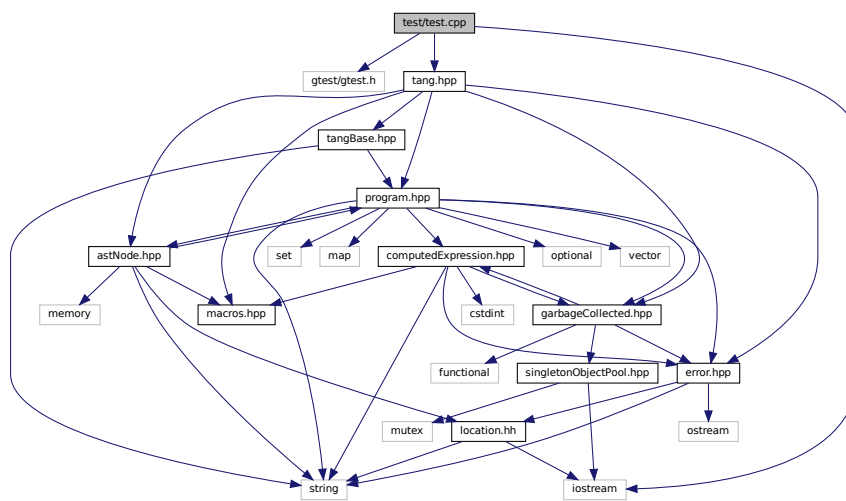 test/test.cpp
gtest/gtest.h
tang.hpp
tangBase.hpp
program.hpp
astNode.hpp
set
map
computedExpression.hpp
optional
vector
memory
macros.hpp
cstdint
garbageCollected.hpp
functional
singletonObjectPool.hpp
error.hpp
mutex
location.hh
ostream
string
iostream